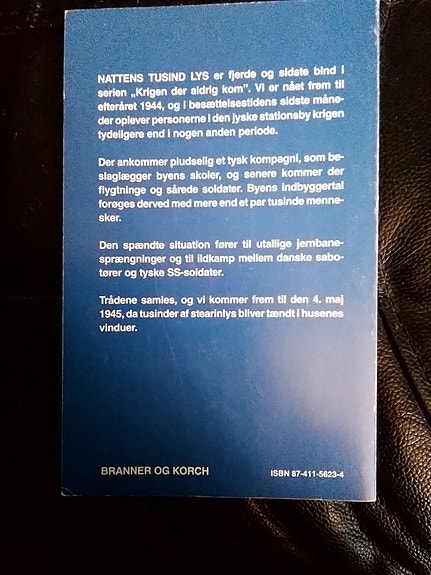 NATTENS TUSIND LYS er fjerde og sidste bind i
serien „Krigen der aldrig kom”. Vi er nået frem til
efteråret 1944, og i besættelsestidens sidste måne-
der oplever personerne i den jyske stationsby krigen
tydeligere end i nogen anden periode.
Der ankommer pludselig et tysk kompagni, som be-
slaglægger byens skoler, og senere kommer der
flygtninge og sårede soldater. Byens indbyggertal
forøges derved med mere end et par tusinde menne-
sker.
Den spændte situation fører til utallige jernbane-
sprængninger og til ildkamp mellem danske sabo-
tører og tyske SS-soldater.
Trådene samles, og vi kommer frem til den 4. maj
1945, da tusinder af stearinlys bliver tændt i husenes
vinduer.
BRANNER OG KORCH
ISBN 87-411-5623-4